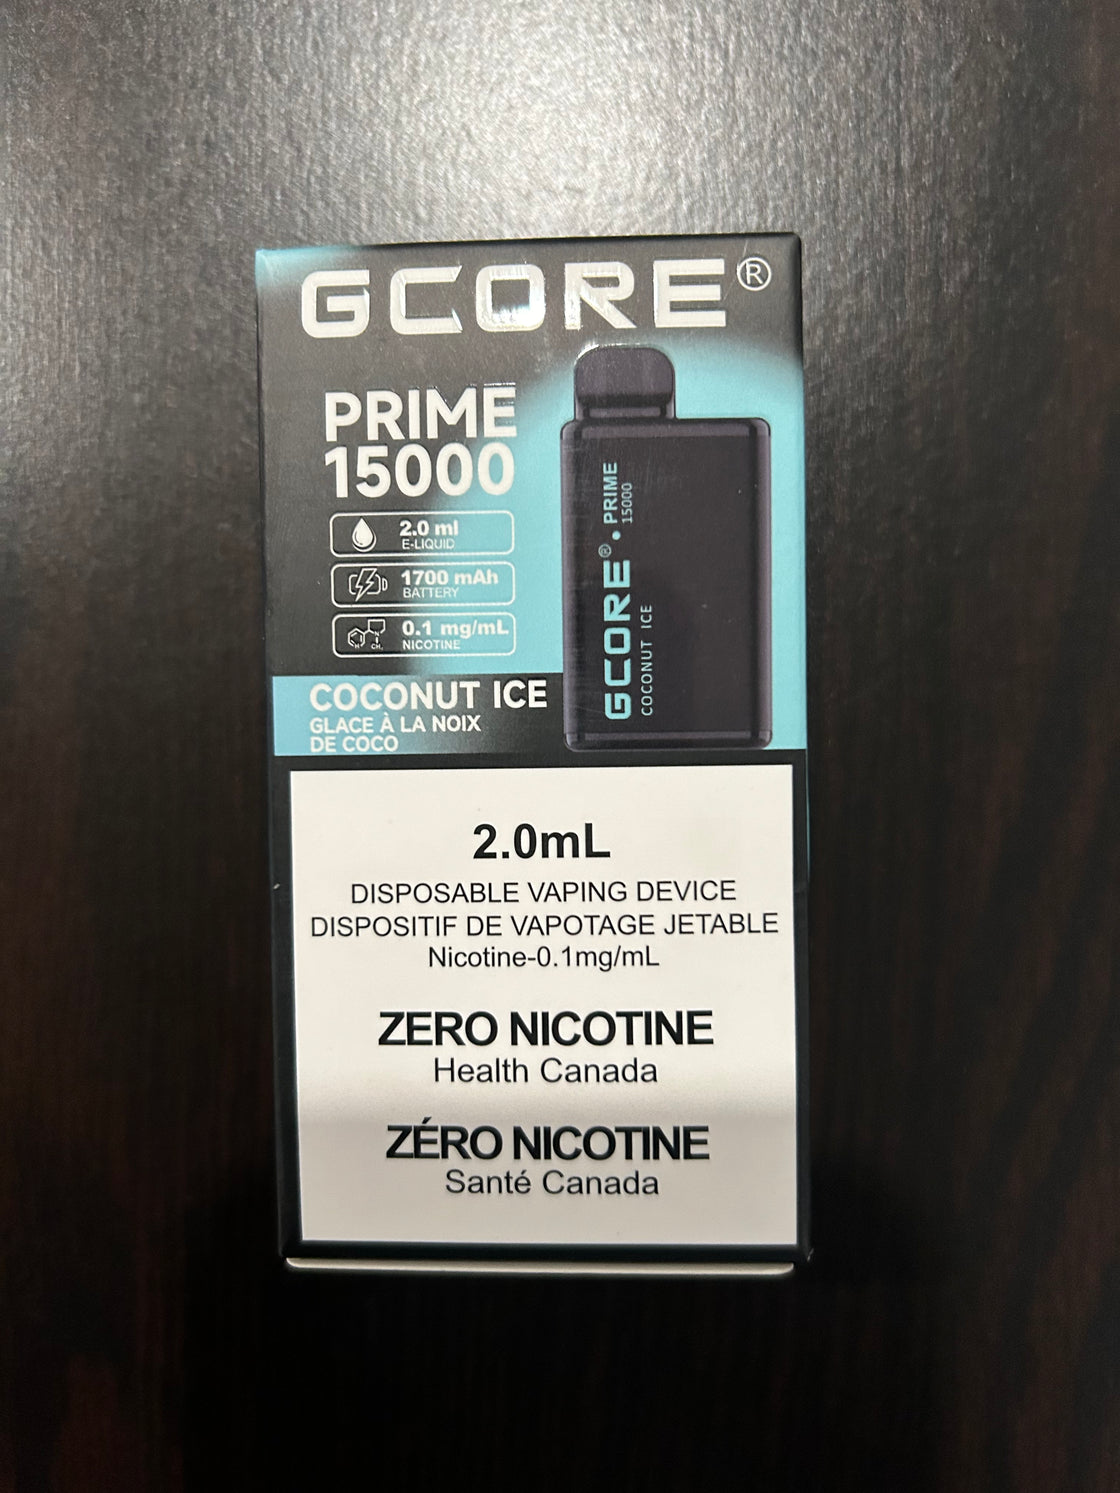 GCORE®
PRIME
15000
2.0 ml
E-LIQUID
1700 mAh
BATTERY
0.1 mg/mL
NICOTINE
COCONUT ICE
GLACE À LA NOIX
DE COCO
GCORE® • PRIME
15000
COCONUT ICE
2.0mL
DISPOSABLE VAPING DEVICE
DISPOSITIF DE VAPOTAGE JETABLE
Nicotine-0.1mg/mL
ZERO NICOTINE
Health Canada
ZÉRO NICOTINE
Santé Canada